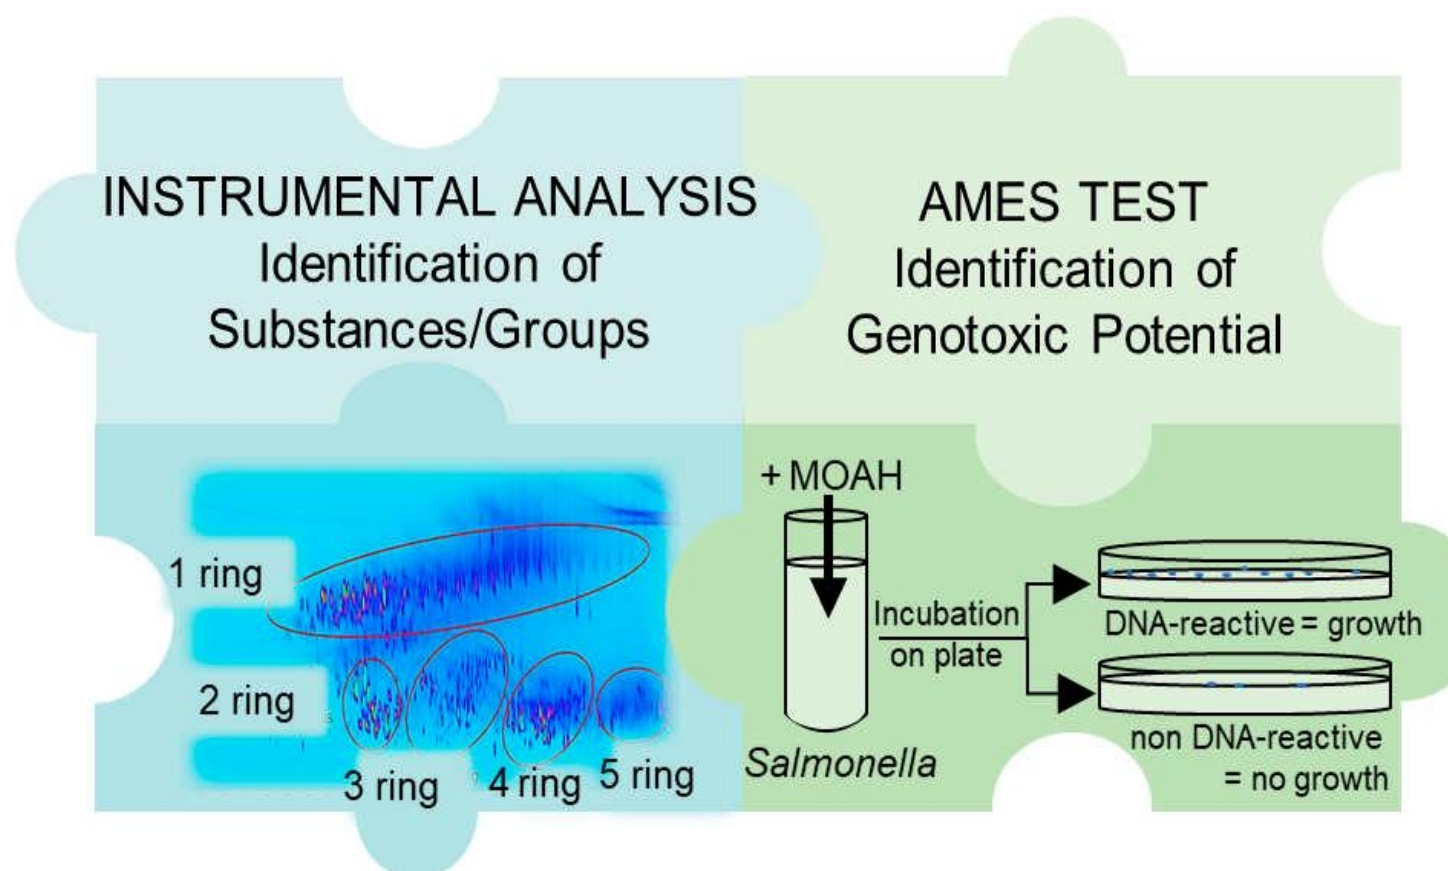 INSTRUMENTAL ANALYSIS
Identification of
Substances/Groups
AMES TEST
Identification of
Genotoxic Potential
1 ring
2 ring
3 ring
4 ring
5 ring
+ MOAH
Salmonella
Incubation
on plate
DNA-reactive = growth
non DNA-reactive
= no growth